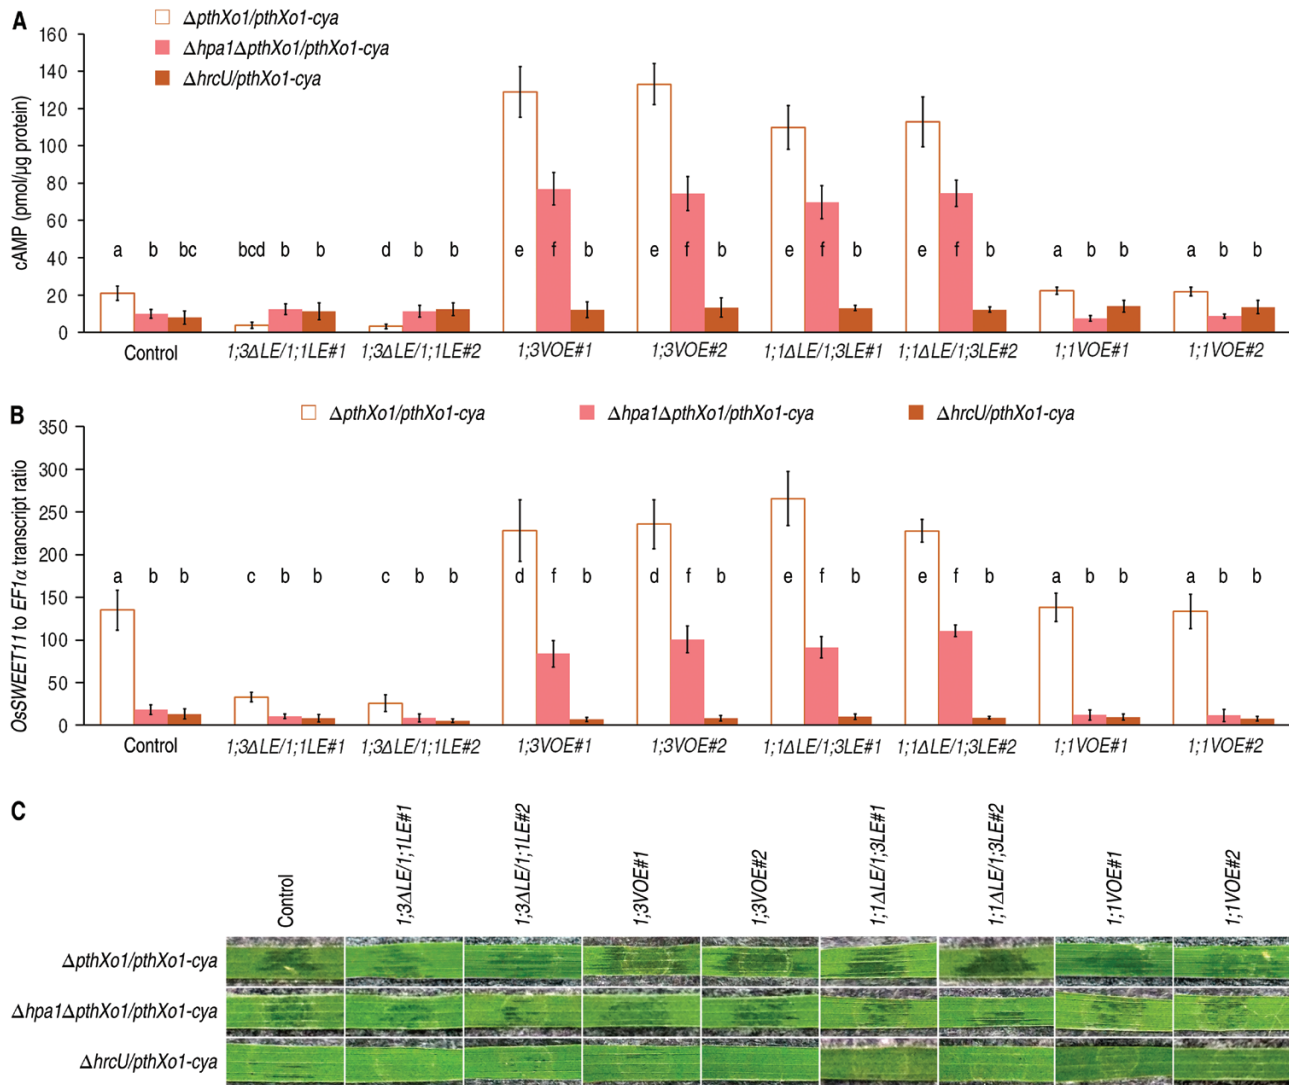 A
ΔpthXo1/pthXo1-cya
Δhpa1ΔpthXo1/pthXo1-cya
ΔhrcU/pthXo1-cya
cAMP (pmol/µg protein)
160
140
120
100
80
60
40
20
0
a b bc bcd b b d b b e f b e f b e f b e f b a b b a b b
Control 1;3ΔLE/1;1LE#1 1;3ΔLE/1;1LE#2 1;3VOE#1 1;3VOE#2 1;1ΔLE/1;3LE#1 1;1ΔLE/1;3LE#2 1;1VOE#1 1;1VOE#2
B
ΔpthXo1/pthXo1-cya Δhpa1ΔpthXo1/pthXo1-cya ΔhrcU/pthXo1-cya
OsSWEET11 to EF1α transcript ratio
350
300
250
200
150
100
50
0
a b b c b b c b b d f b d f b e f b e f b a b b a b b
Control 1;3ΔLE/1;1LE#1 1;3ΔLE/1;1LE#2 1;3VOE#1 1;3VOE#2 1;1ΔLE/1;3LE#1 1;1ΔLE/1;3LE#2 1;1VOE#1 1;1VOE#2
C
Control 1;3ΔLE/1;1LE#1 1;3ΔLE/1;1LE#2 1;3VOE#1 1;3VOE#2 1;1ΔLE/1;3LE#1 1;1ΔLE/1;3LE#2 1;1VOE#1 1;1VOE#2
ΔpthXo1/pthXo1-cya
Δhpa1ΔpthXo1/pthXo1-cya
ΔhrcU/pthXo1-cya